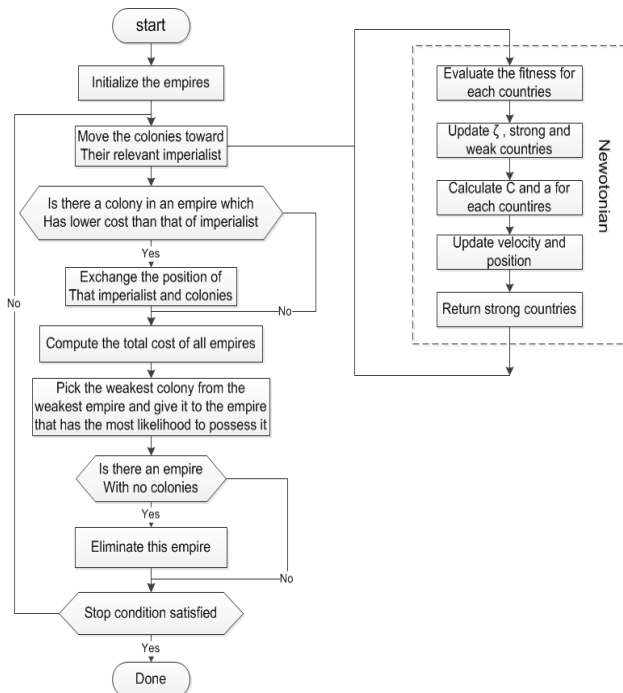 start
Initialize the empires
Move the colonies toward
Their relevant imperialist
Is there a colony in an empire which
Has lower cost than that of imperialist
Yes
Exchange the position of
That imperialist and colonies
No
No
Compute the total cost of all empires
Pick the weakest colony from the
weakest empire and give it to the empire
that has the most likelihood to possess it
Is there an empire
With no colonies
Yes
Eliminate this empire
No
Stop condition satisfied
Yes
Done
Evaluate the fitness for
each countries
Update ζ , strong and
weak countries
Calculate C and a for
each countires
Update velocity and
position
Return strong countries
Newotonian